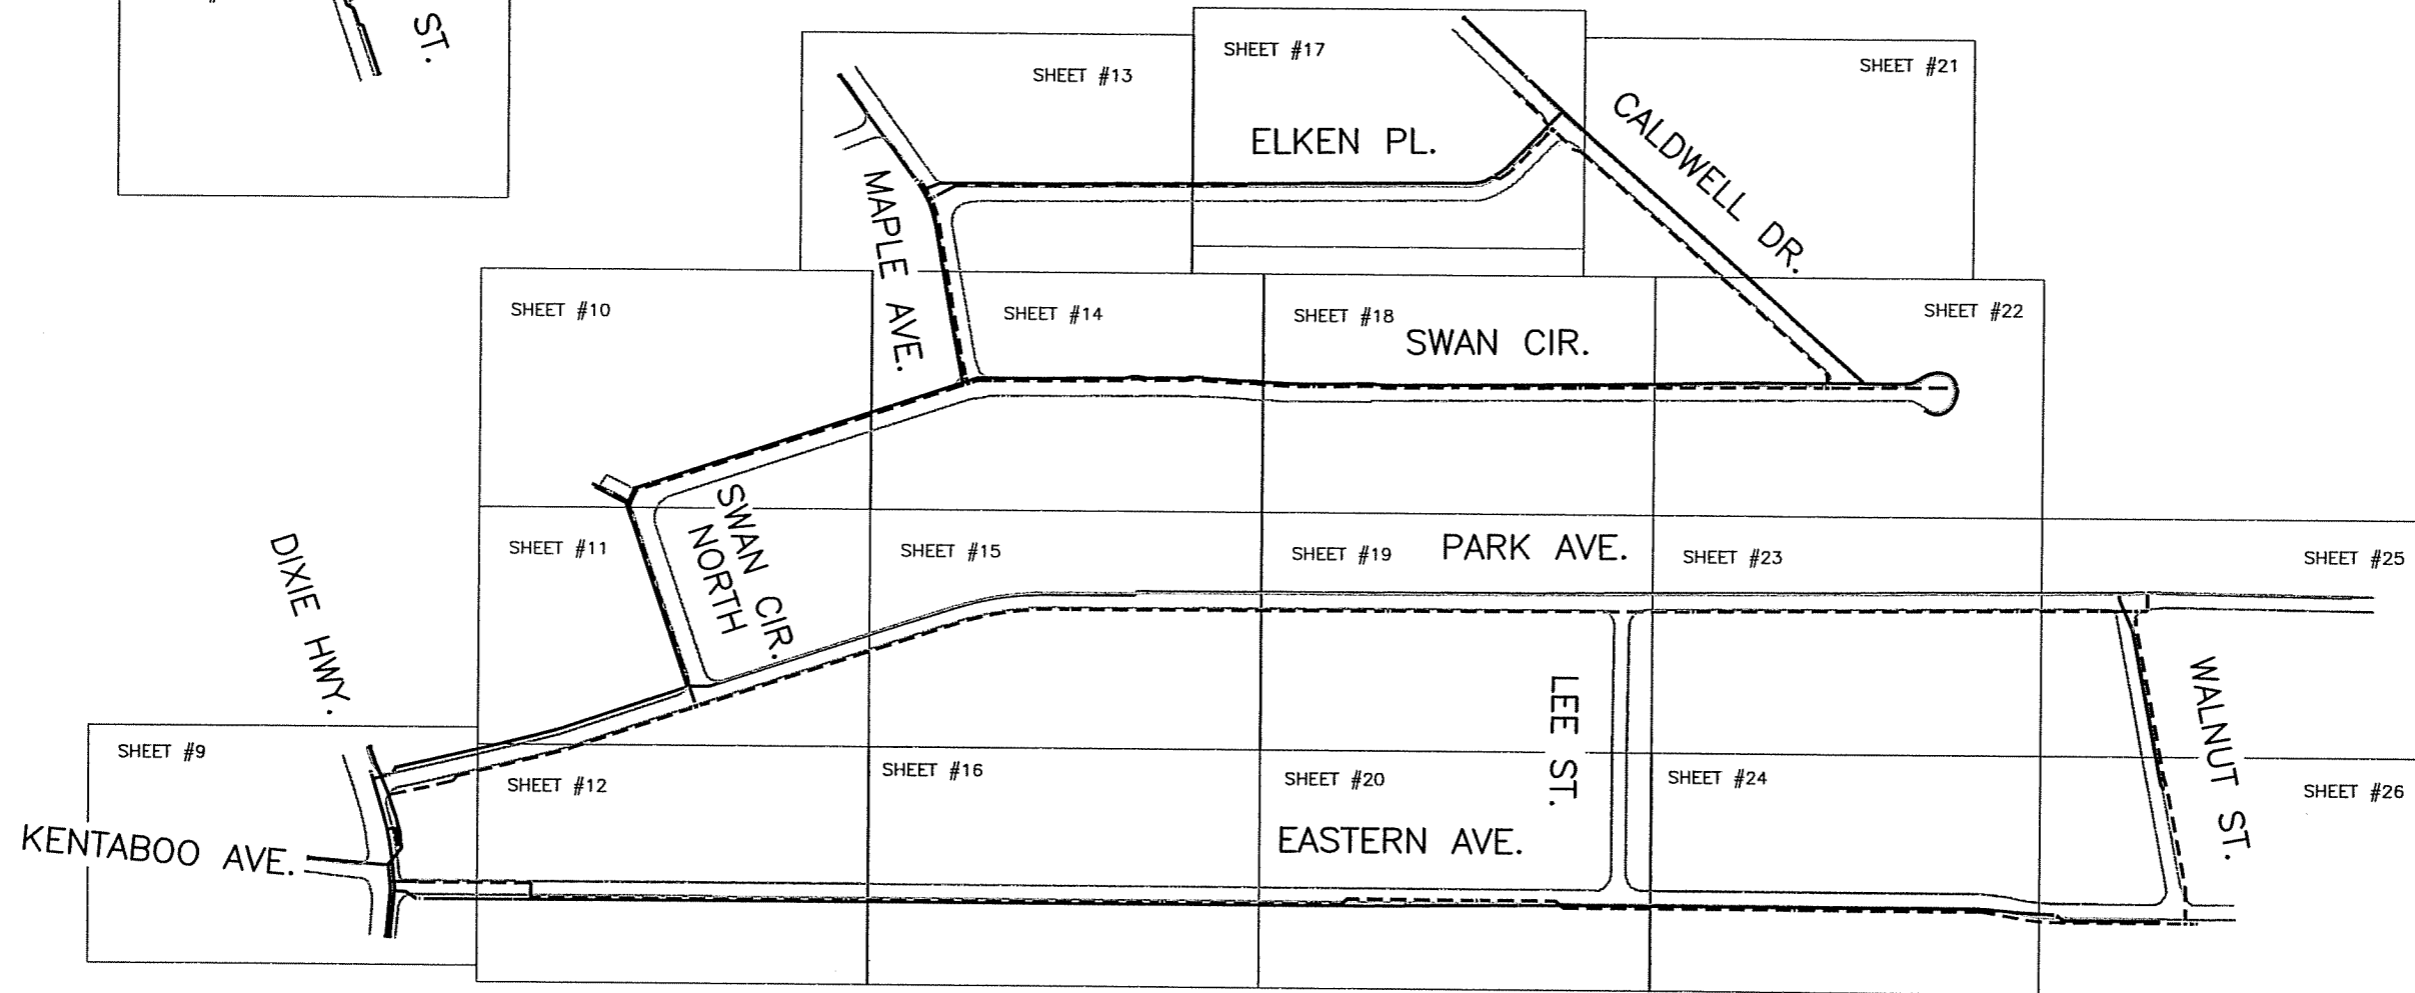 ST.
SHEET #17
SHEET #13
SHEET #21
ELKEN PL.
CALDWELL DR.
MAPLE AVE.
SHEET #10
SHEET #14
SHEET #18
SWAN CIR.
SHEET #22
SWAN CIR.
NORTH
DIXIE HWY.
SHEET #11
SHEET #15
SHEET #19
PARK AVE.
SHEET #23
SHEET #25
LEE ST.
WALNUT ST.
SHEET #9
SHEET #12
SHEET #16
SHEET #20
SHEET #24
SHEET #26
KENTABOO AVE.
EASTERN AVE.